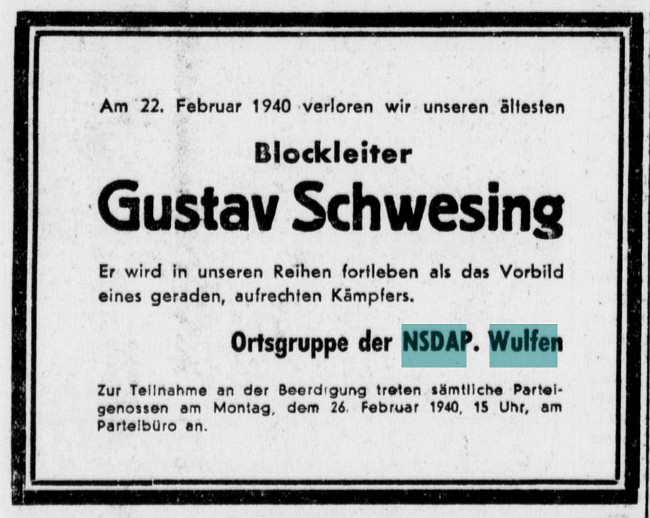 Am 22. Februar 1940 verloren wir unseren ältesten
Blockleiter
Gustav Schwesing
Er wird in unseren Reihen fortleben als das Vorbild
eines geraden, aufrechten Kämpfers.
Ortsgruppe der NSDAP. Wulfen
Zur Teilnahme an der Beerdigung treten sämtliche Partei-
genossen am Montag, dem 26. Februar 1940, 15 Uhr, am
Parteibüro an.